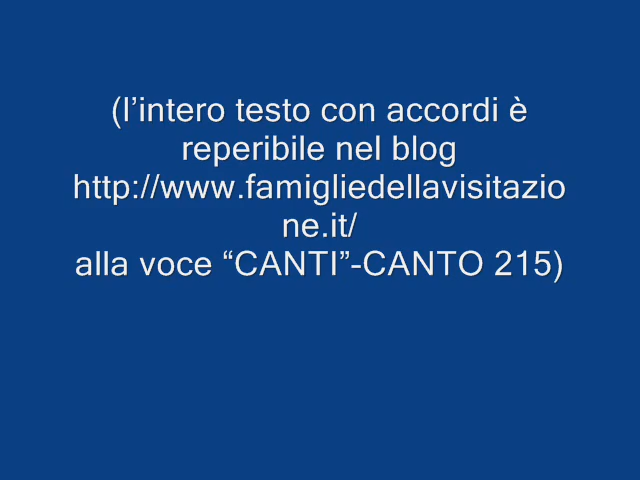 (l’intero testo con accordi è
reperibile nel blog
http://www.famigliedellavisitazio
ne.it/
alla voce “CANTI”-CANTO 215)